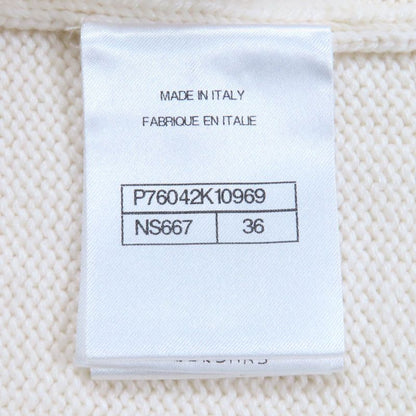 MADE IN ITALY
FABRIQUE EN ITALIE
P76042K10969
NS667 36